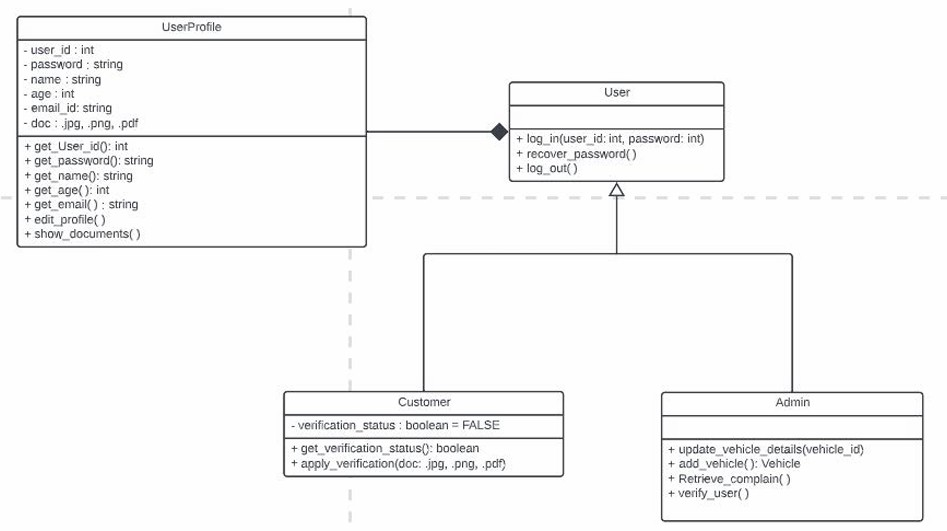 UserProfile
- user_id : int
- password : string
- name : string
- age : int
- email_id: string
- doc : .jpg, .png, .pdf
+ get_User_id(): int
+ get_password(): string
+ get_name(): string
+ get_age( ): int
+ get_email( ) : string
+ edit_profile( )
+ show_documents( )
User
+ log_in(user_id: int, password: int)
+ recover_password( )
+ log_out( )
Customer
- verification_status : boolean = FALSE
+ get_verification_status(): boolean
+ apply_verification(doc: .jpg, .png, .pdf)
Admin
+ update_vehicle_details(vehicle_id)
+ add_vehicle( ): Vehicle
+ Retrieve_complain( )
+ verify_user( )